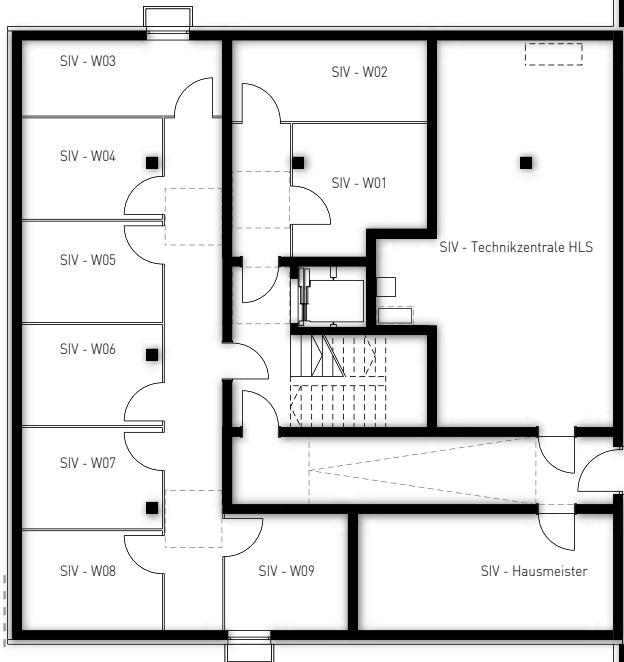 SIV - W03
SIV - W02
SIV - W04
SIV - W01
SIV - Technikzentrale HLS
SIV - W05
SIV - W06
SIV - W07
SIV - W08
SIV - W09
SIV - Hausmeister